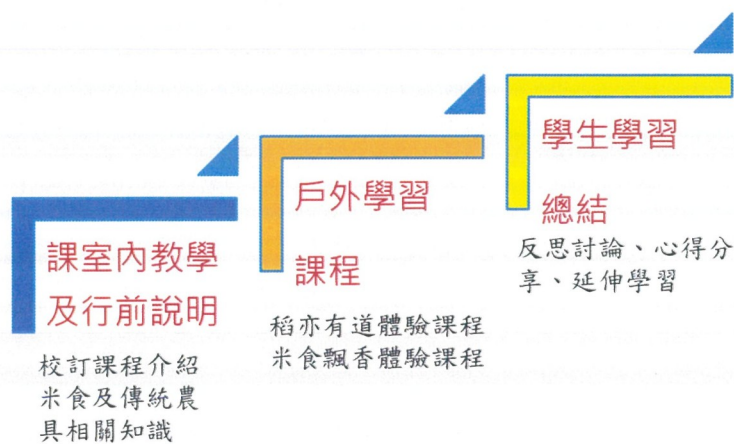 課室內教學
及行前說明
校訂課程介紹
米食及傳統農
具相關知識
戶外學習
課程
稻亦有道體驗課程
米食飄香體驗課程
學生學習
總結
反思討論、心得分
享、延伸學習